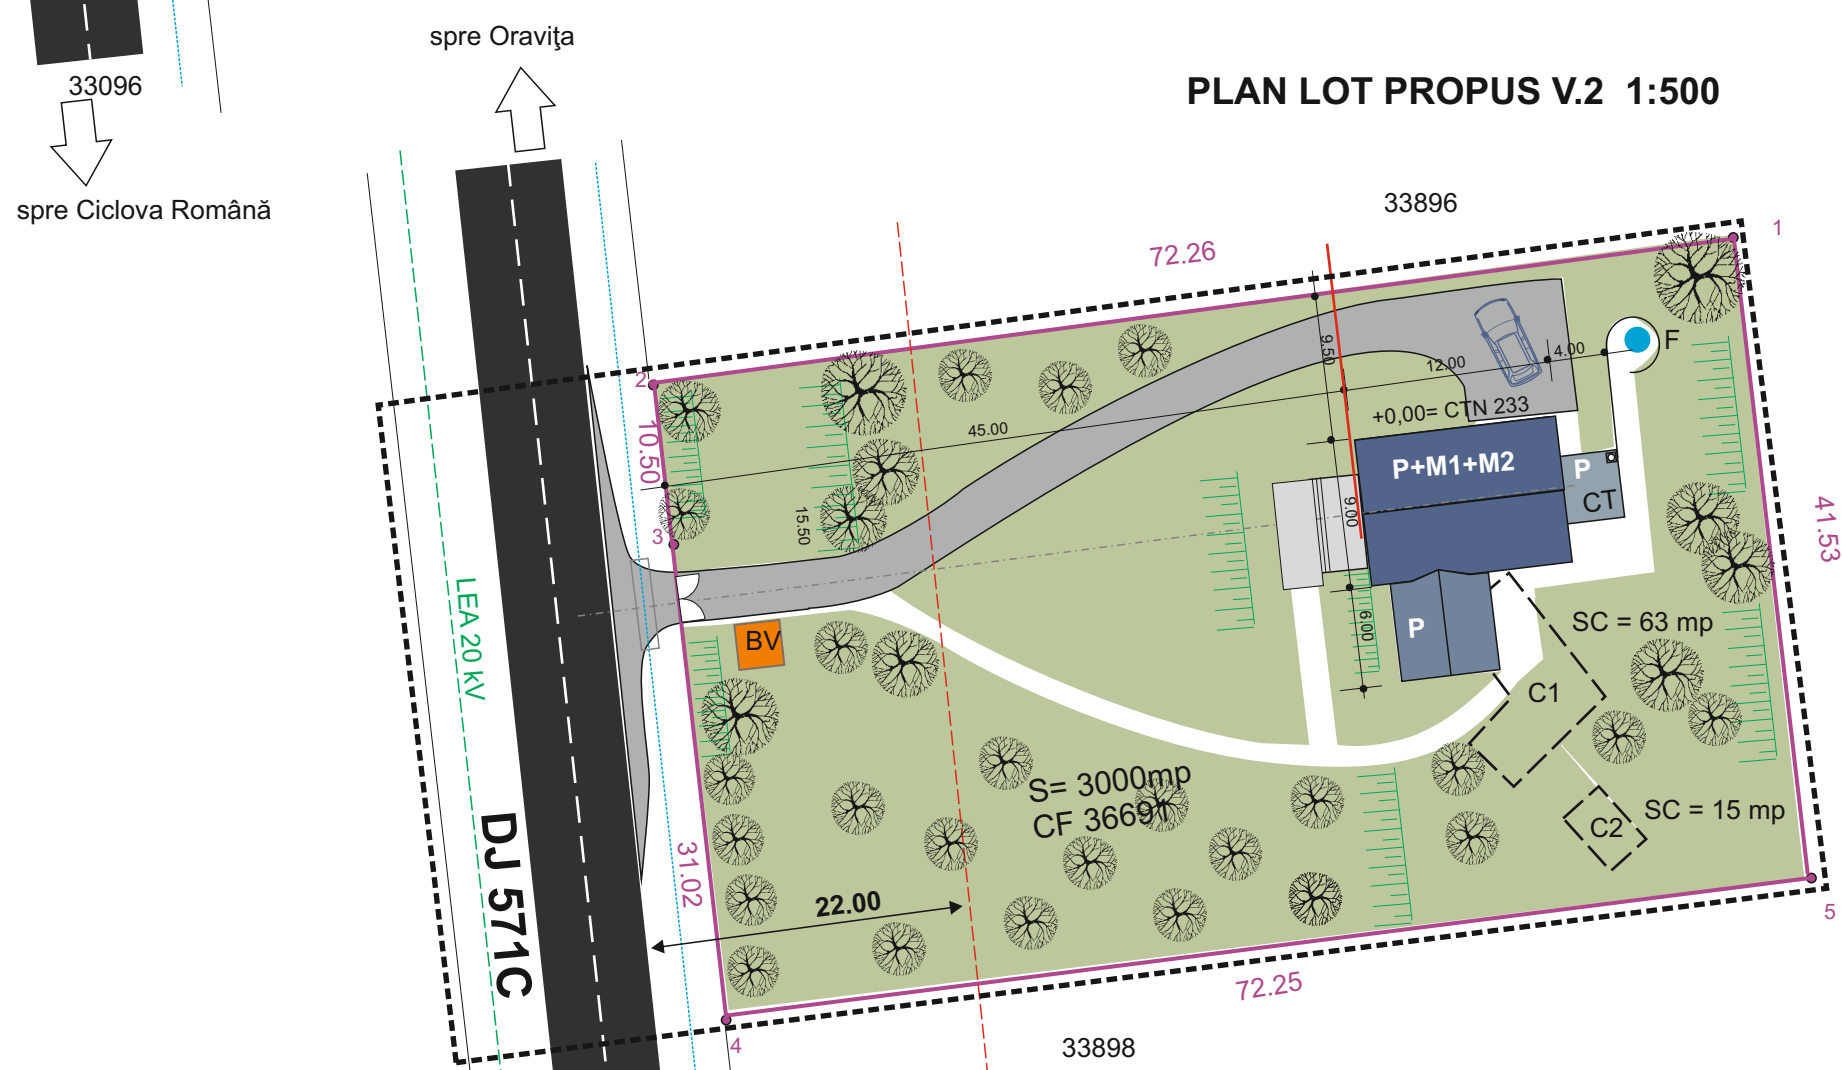 spre Oraviţa
33096
spre Ciclova Română
PLAN LOT PROPUS V.2 1:500
33896
1
72.26
2
F
9.50
12.00
4.00
10.50
45.00
+0,00= CTN 233
P+M1+M2
P
CT
3
15.50
9.00
41.53
LEA 20 kV
BV
P
6.00
SC = 63 mp
C1
S= 3000mp
CF 36691
SC = 15 mp
C2
DJ 571C
31.02
22.00
5
72.25
4
33898